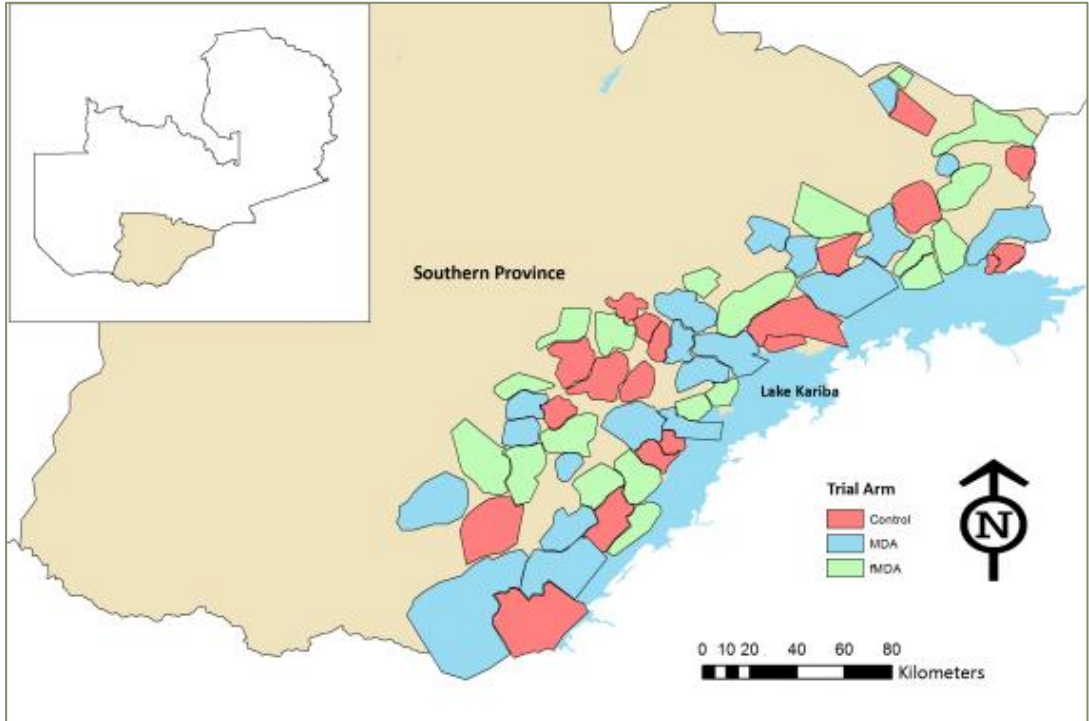 Southern Province
Lake Kariba
Trial Arm
Control
MDA
fMDA
N
0 10 20 40 60 80
Kilometers